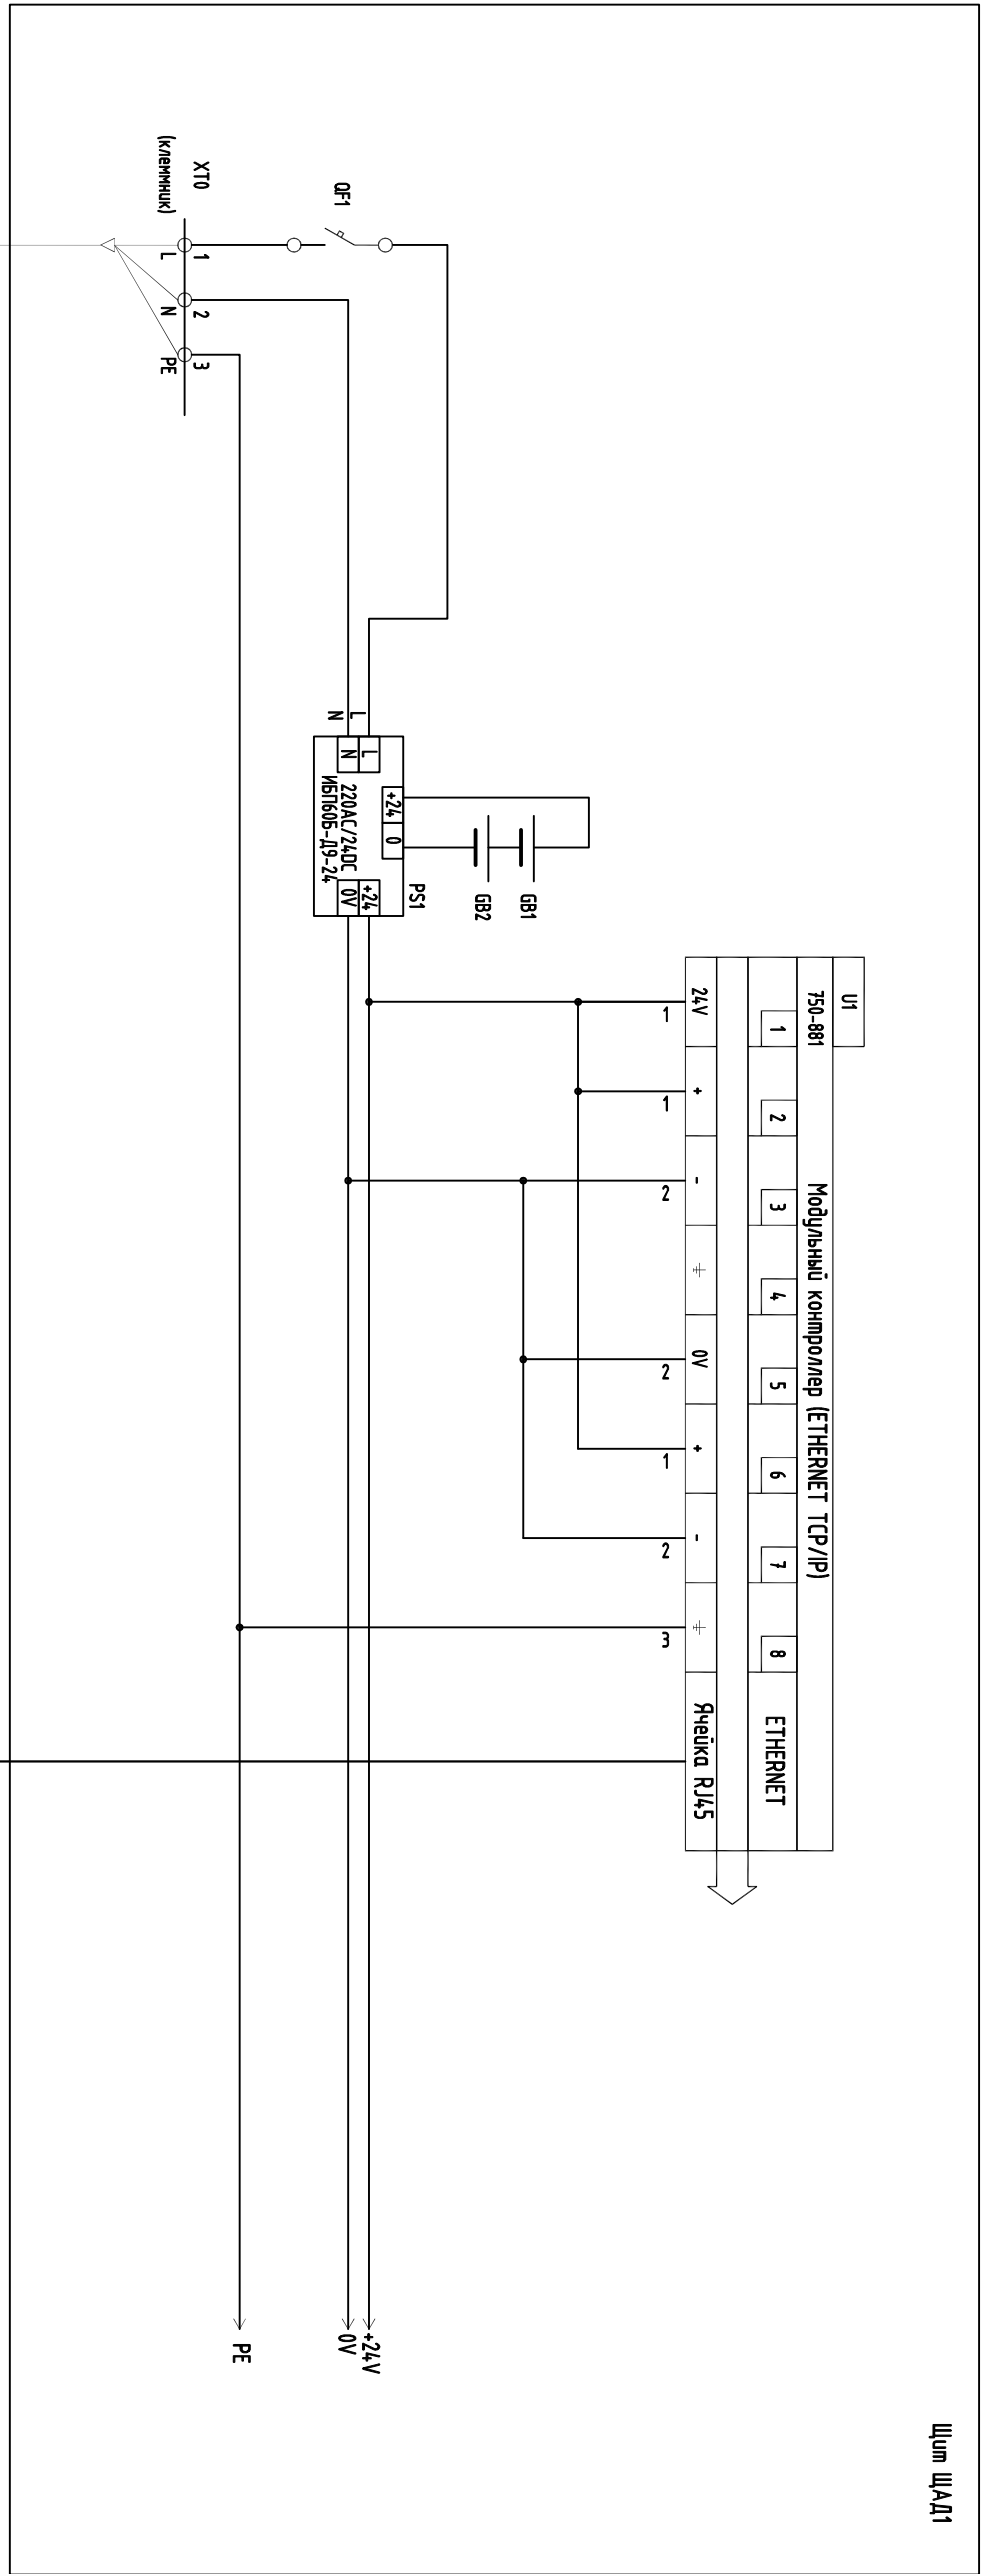 Щит ЩАД1
U1
750-881
Модульный контроллер (ETHERNET TCP/IP)
1 2 3 4 5 6 7 8 ETHERNET
24V + - 0V + - Ячейка RJ45
1 1 2 2 1 2 3
GB1
GB2
PS1
+24 0
L
N
L
N
220AC/24DC
ИБП60Б-Д9-24
+24
0V
QF1
XT0
(клеммник)
1 2 3
L N PE
+24V
0V
PE